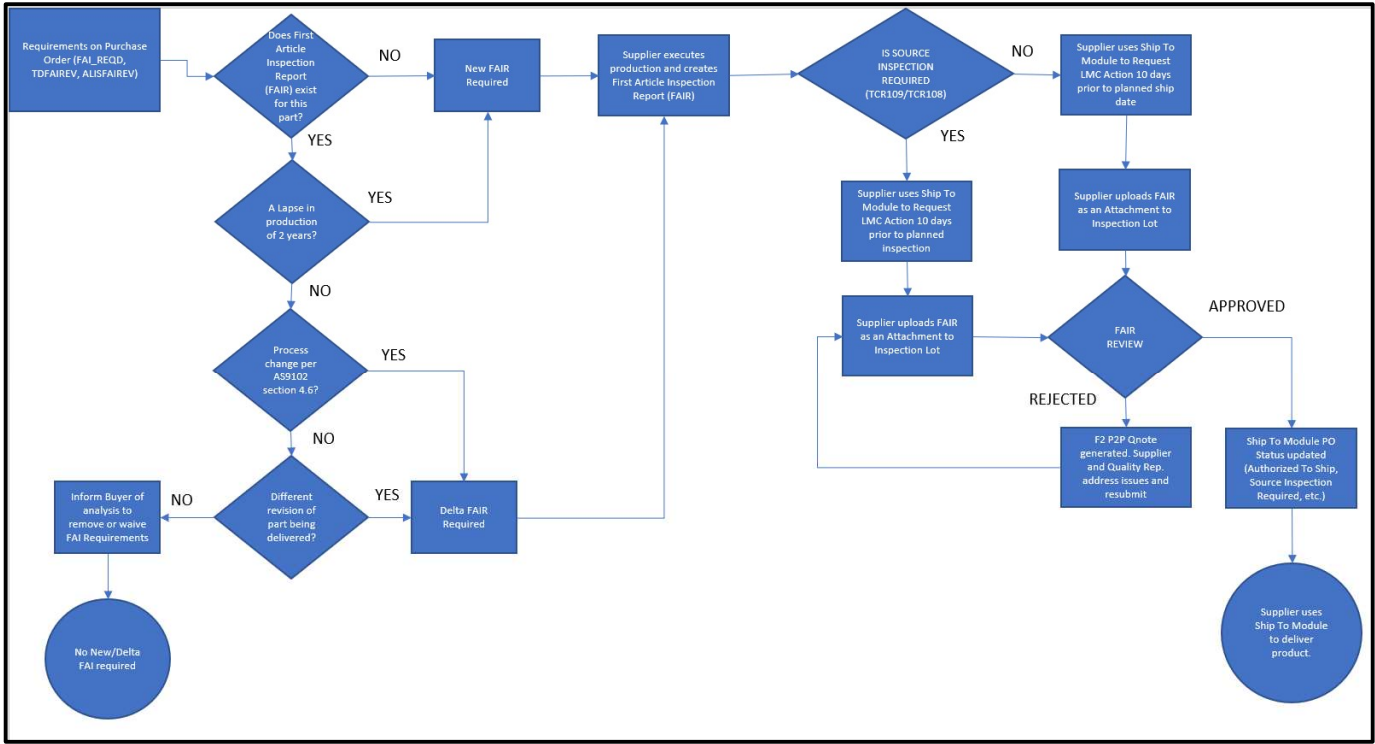 Requirements on Purchase
Order (FAI_REQD,
TDFAIREV, ALISFAIREV)
Does First
Article
Inspection
Report
(FAIR) exist
for this
part?
NO
New FAIR
Required
Supplier executes
production and creates
First Article Inspection
Report (FAIR)
IS SOURCE
INSPECTION
REQUIRED
(TCR109/TCR108)
NO
Supplier uses Ship To
Module to Request
LMC Action 10 days
prior to planned ship
date
YES
A Lapse in
production
of 2 years?
YES
NO
YES
Supplier uses Ship To
Module to Request
LMC Action 10 days
prior to planned
inspection
Supplier uploads FAIR
as an Attachment to
Inspection Lot
Supplier uploads FAIR
as an Attachment to
Inspection Lot
FAIR
REVIEW
APPROVED
REJECTED
Process
change per
AS9102
section 4.6?
YES
NO
F2 P2P Qnote
generated. Supplier
and Quality Rep.
address issues and
resubmit
Ship To Module PO
Status updated
(Authorized To Ship,
Source Inspection
Required, etc.)
Different
revision of
part being
delivered?
YES
Delta FAIR
Required
NO
Inform Buyer of
analysis to
remove or waive
FAI Requirements
No New/Delta
FAI required
Supplier uses
Ship To Module
to deliver
product.